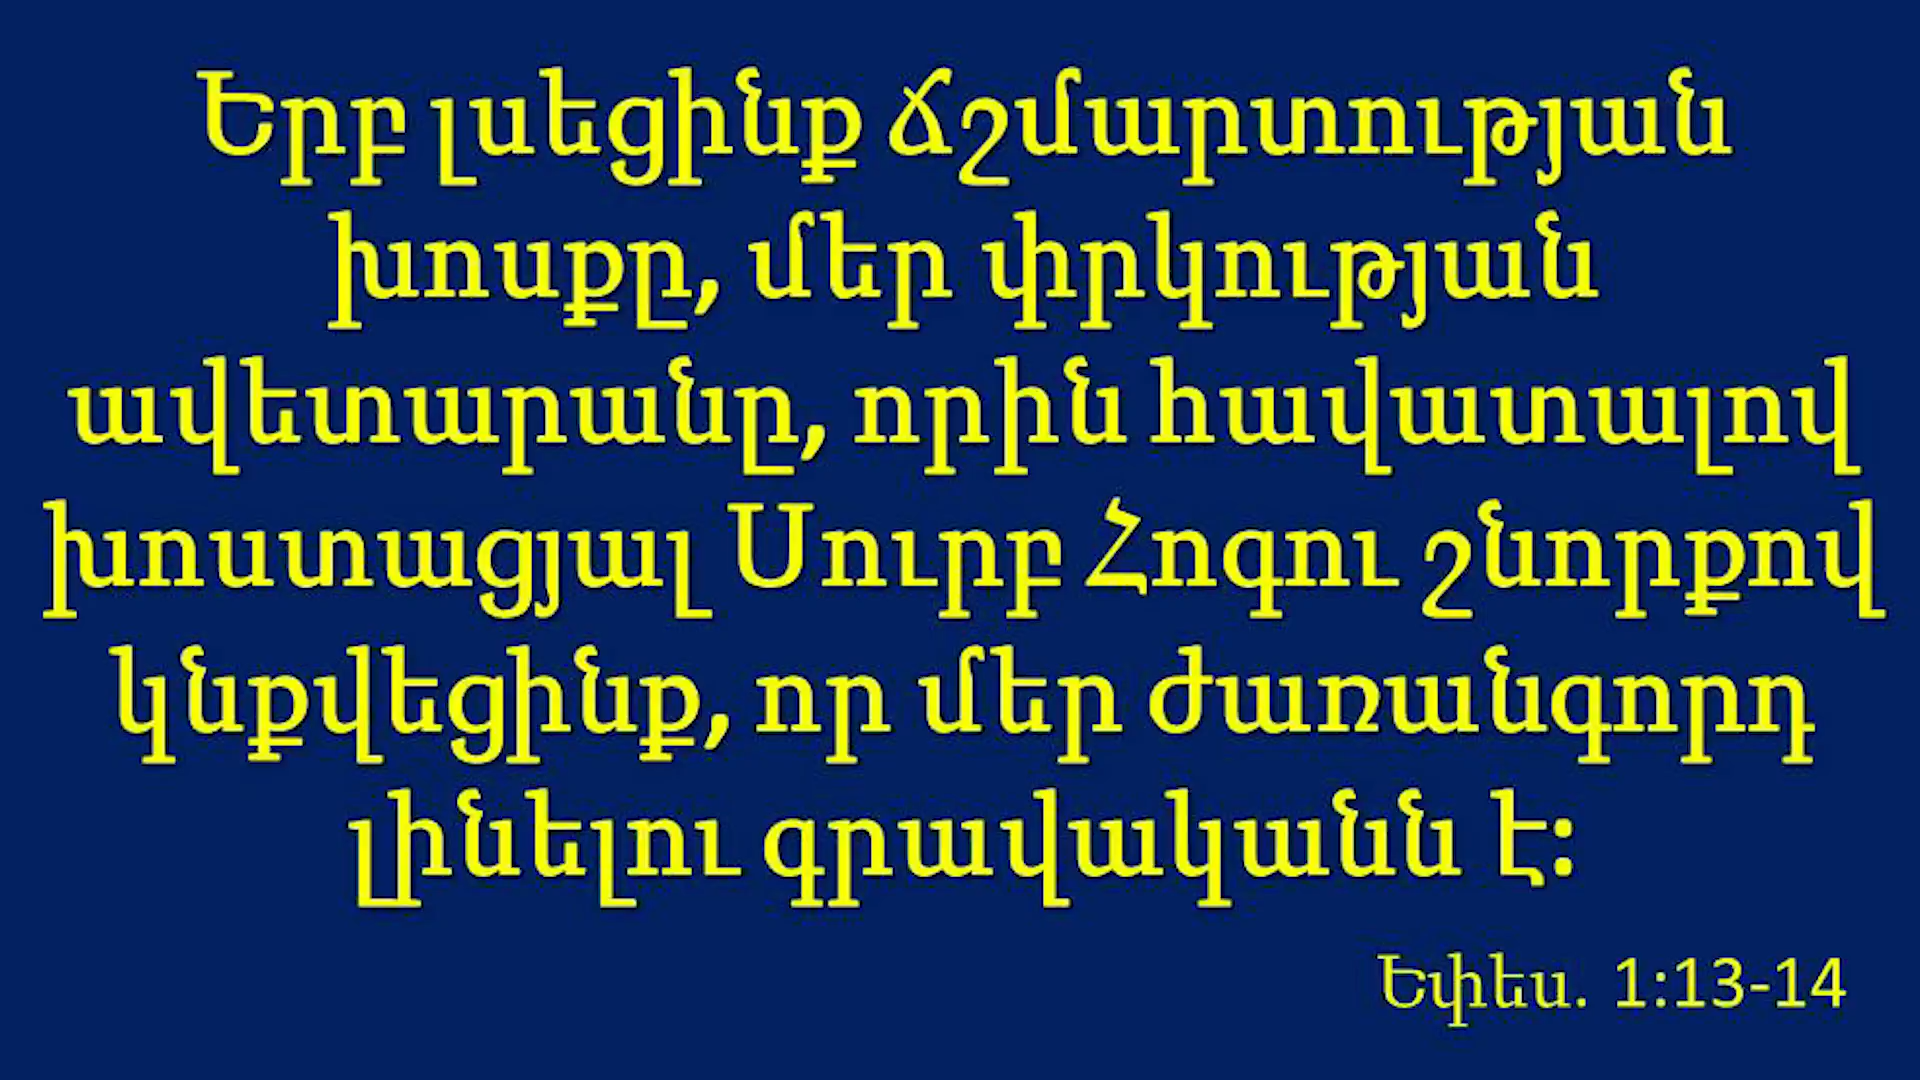 Երբ լսեցինք ճշմարտության
խոսքը, մեր փրկության
ավետարանը, որին հավատալով
խոստացյալ Սուրբ Հոգու շնորքով
կնքվեցինք, որ մեր ժառանգորդ
լինելու գրավականն է:
Եփես. 1:13-14